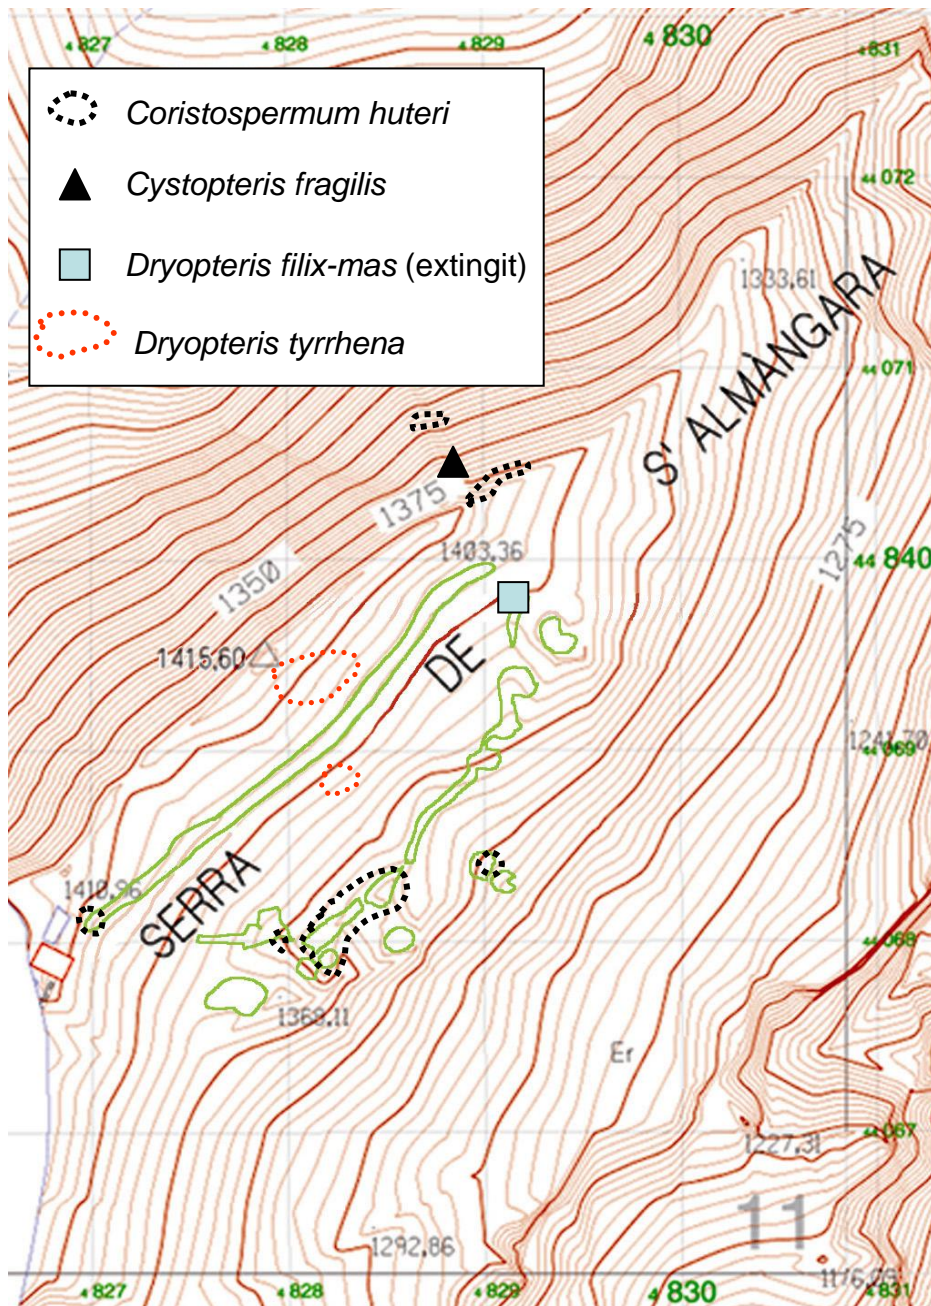 4 827 4 828 4 829 4 830 4 831
Coristospermum huteri
Cystopteris fragilis
Dryopteris filix-mas (extingit)
Dryopteris tyrrhena
44 072
1333.61
44 071
S' ALMÀNGARA
1375
1403.36
1275
44 840
1350
1415.60
DE
1241.70
44 069
SERRA
1410.96
44 068
1368.11
Er
44 067
1227.31
11
1292.86
4 827 4 828 4 829 4 830 4 831